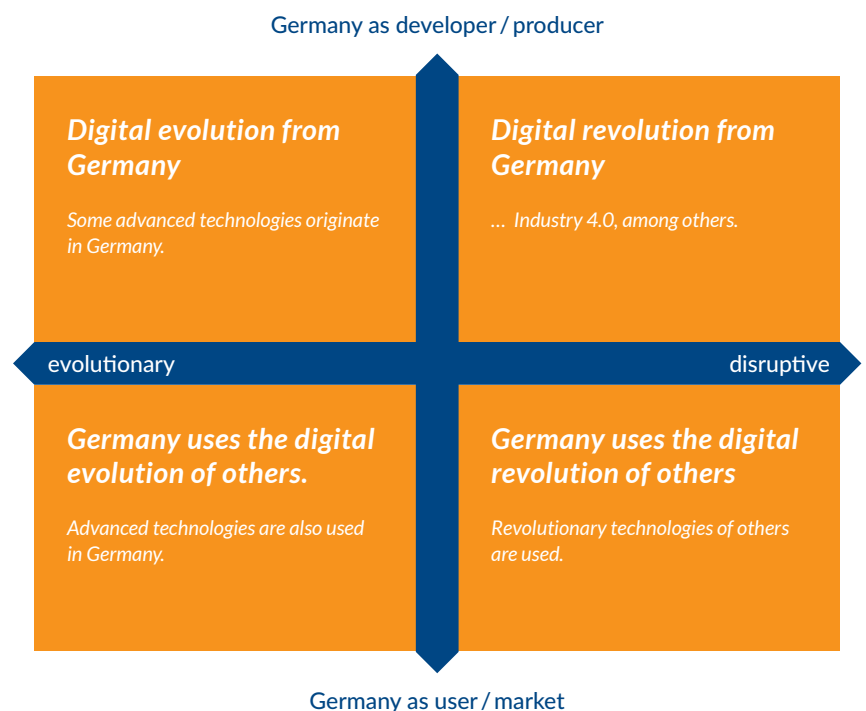 Germany as developer / producer
Digital evolution from
Germany
Some advanced technologies originate
in Germany.
Digital revolution from
Germany
... Industry 4.0, among others.
evolutionary
disruptive
Germany uses the digital
evolution of others.
Advanced technologies are also used
in Germany.
Germany uses the digital
revolution of others
Revolutionary technologies of others
are used.
Germany as user / market